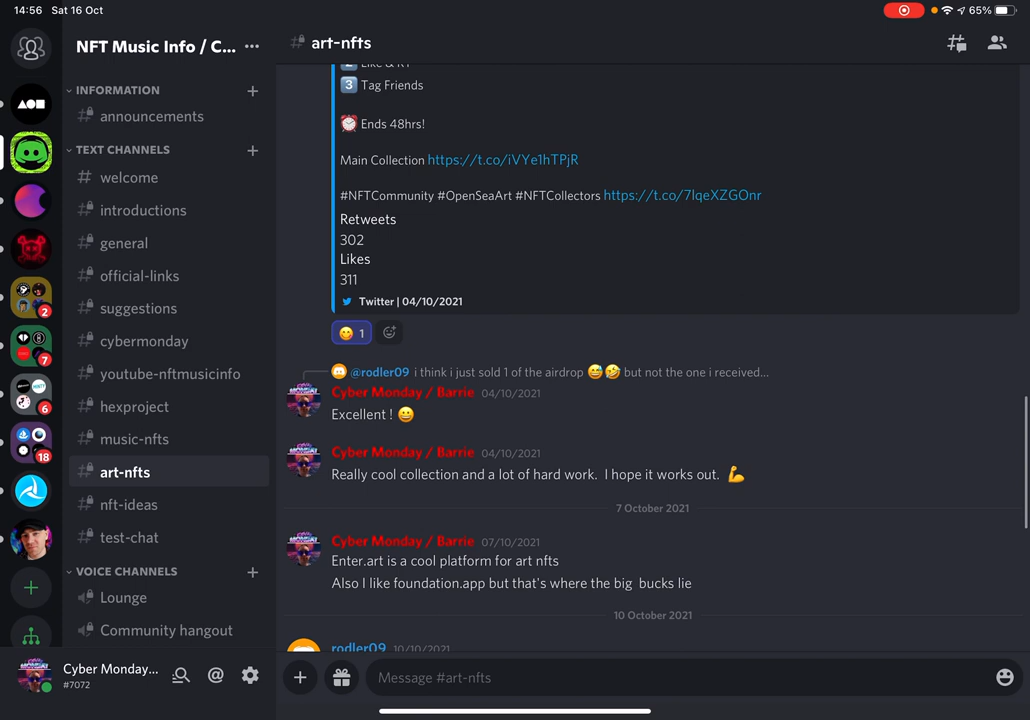 14:56 Sat 16 Oct
65%
NFT Music Info / C...
INFORMATION
announcements
TEXT CHANNELS
welcome
introductions
general
official-links
suggestions
cybermonday
youtube-nftmusicinfo
hexproject
music-nfts
art-nfts
nft-ideas
test-chat
VOICE CHANNELS
Lounge
Community hangout
2
7
6
18
Cyber Monday...
#7072
art-nfts
2 Like & RT
3 Tag Friends
⏰ Ends 48hrs!
Main Collection https://t.co/iVYe1hTPjR
#NFTCommunity #OpenSeaArt #NFTCollectors https://t.co/7lqeXZGOnr
Retweets
302
Likes
311
Twitter | 04/10/2021
😋 1
@rodler09 i think i just sold 1 of the airdrop 😅🤣 but not the one i received...
Cyber Monday / Barrie 04/10/2021
Excellent ! 😀
Cyber Monday / Barrie 04/10/2021
Really cool collection and a lot of hard work. I hope it works out. 💪
7 October 2021
Cyber Monday / Barrie 07/10/2021
Enter.art is a cool platform for art nfts
Also I like foundation.app but that's where the big bucks lie
10 October 2021
rodler09 10/10/2021
Message #art-nfts